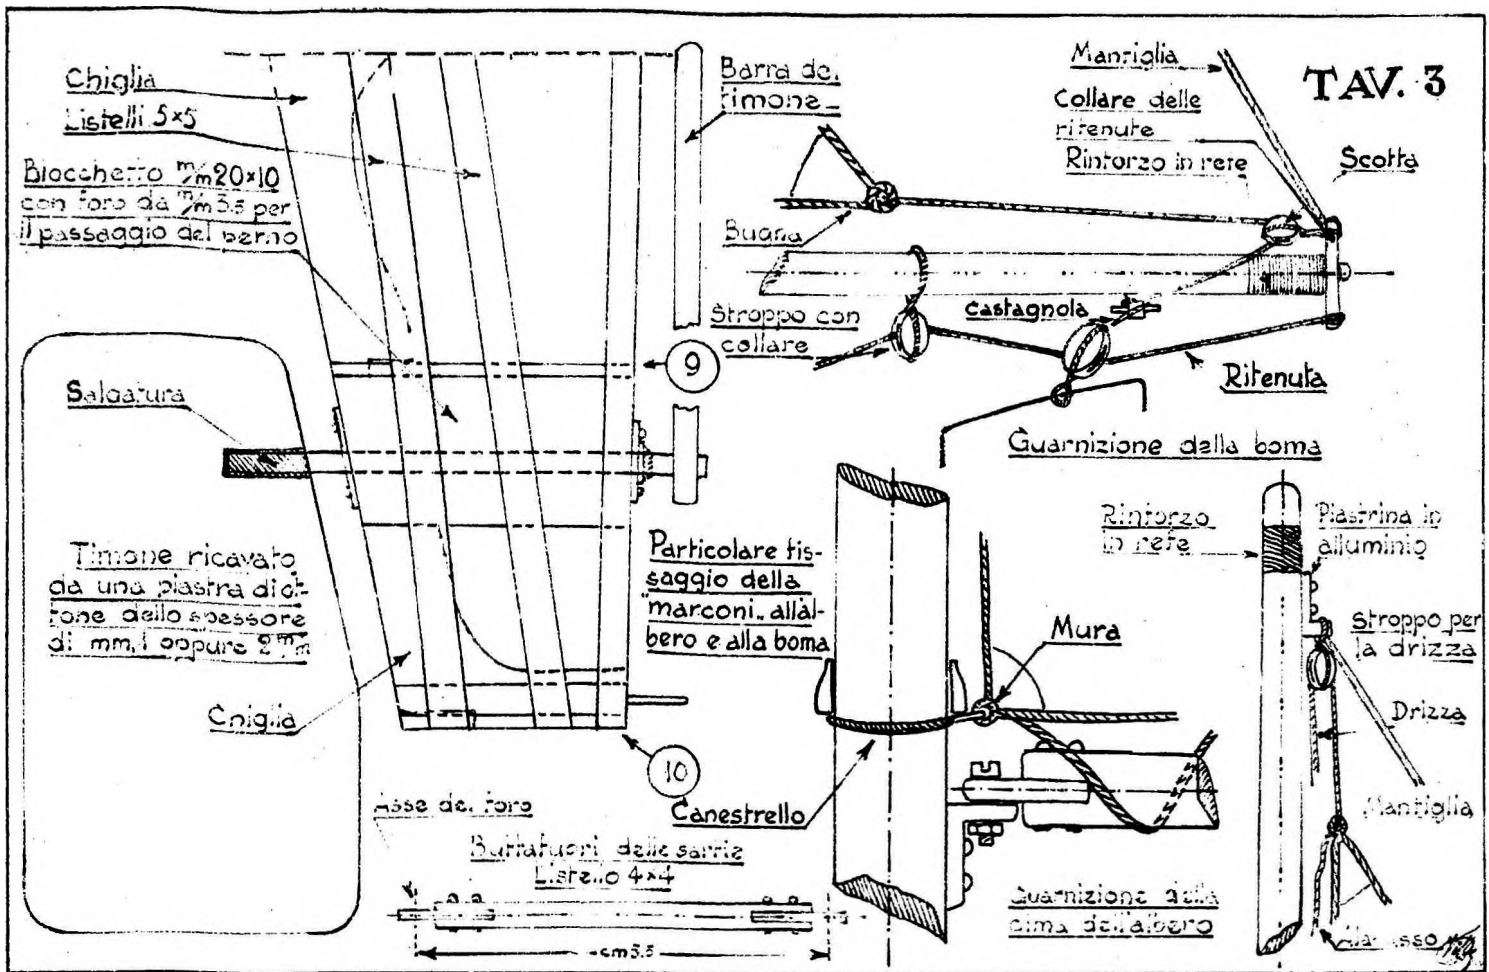 TAV. 3
Chiglia
Listelli 5×5
Blocchetto m/m 20×10
con foro da m/m 3.5 per
il passaggio del perno
Barra del
timone
Saldatura
9
Timone ricavato
da una piastra di ot-
tone dello spessore
di mm.1 oppure 2 m/m
Chiglia
10
Asse del foro
Buttafuori delle sartie
Listello 4×4
cm 5.5
Mantiglia
Collare delle
ritenute
Rinforzo in refe
Scotta
Bugna
Stroppo con
collare
Castagnola
Ritenuta
Guarnizione della boma
Particolare fis-
saggio della
"marconi„ all'al-
bero e alla boma
Mura
Canestrello
Guarnizione della
cima dell'albero
Rinforzo
in refe
Piastrina in
alluminio
Stroppo per
la drizza
Drizza
Mantiglia